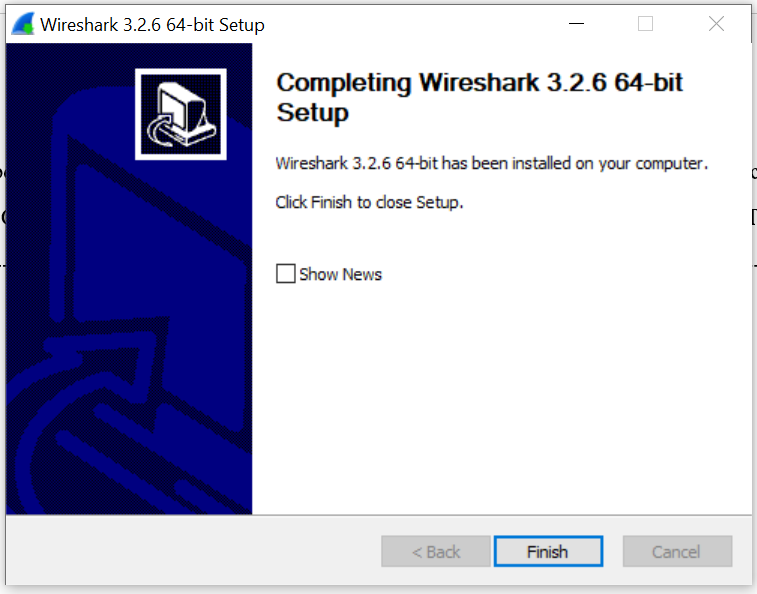 Wireshark 3.2.6 64-bit Setup
Completing Wireshark 3.2.6 64-bit
Setup
Wireshark 3.2.6 64-bit has been installed on your computer.
Click Finish to close Setup.
Show News
< Back
Finish
Cancel